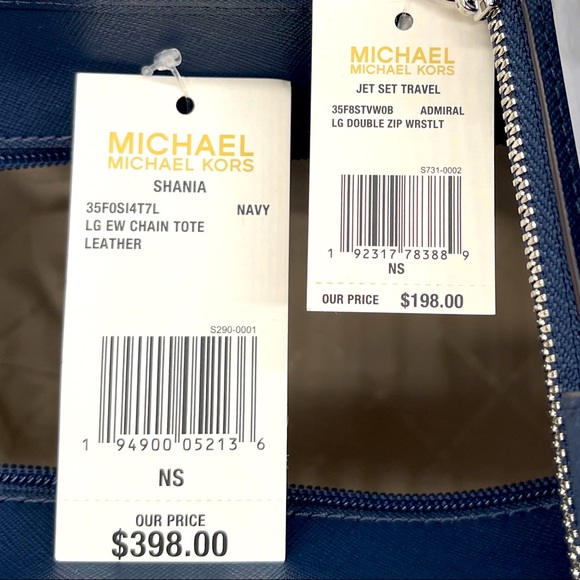 MICHAEL
MICHAEL KORS
SHANIA
35F0SI4T7L NAVY
LG EW CHAIN TOTE
LEATHER
S290-0001
1 94900 05213 6
NS
OUR PRICE
$398.00
MICHAEL
MICHAEL KORS
JET SET TRAVEL
35F8STVW0B ADMIRAL
LG DOUBLE ZIP WRSTLT
S731-0002
1 92317 78388 9
NS
OUR PRICE $198.00